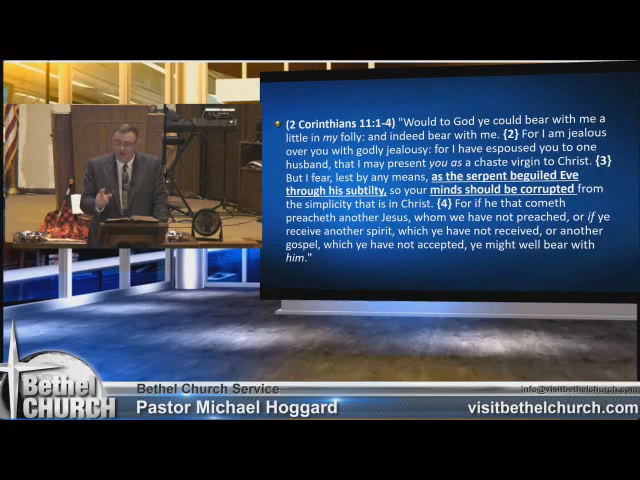 (2 Corinthians 11:1-4) "Would to God ye could bear with me a
little in my folly: and indeed bear with me. {2} For I am jealous
over you with godly jealousy: for I have espoused you to one
husband, that I may present you as a chaste virgin to Christ. {3}
But I fear, lest by any means, as the serpent beguiled Eve
through his subtilty, so your minds should be corrupted from
the simplicity that is in Christ. {4} For if he that cometh
preacheth another Jesus, whom we have not preached, or if ye
receive another spirit, which ye have not received, or another
gospel, which ye have not accepted, ye might well bear with
him."
Bethel
CHURCH
Bethel Church Service
info@visitbethelchurch.com
Pastor Michael Hoggard
visitbethelchurch.com